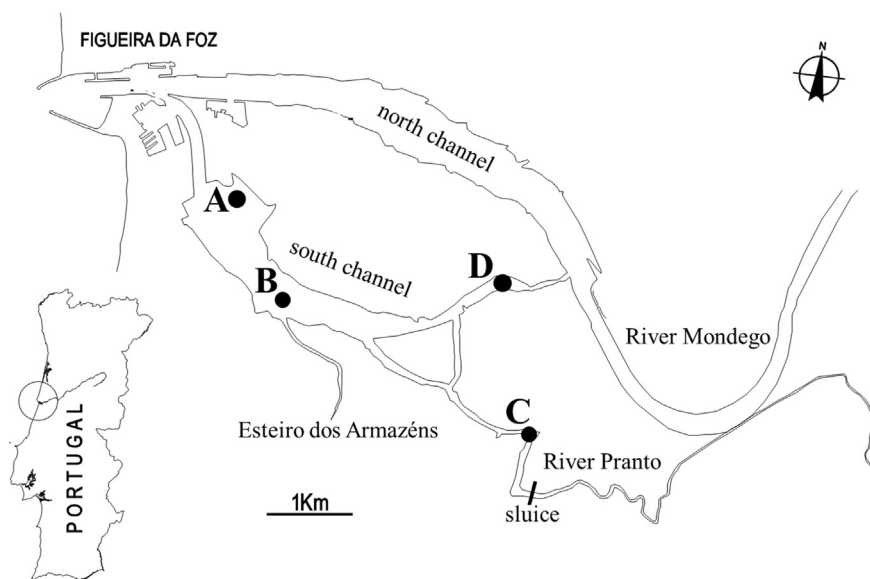 FIGUEIRA DA FOZ
N
north channel
A
south channel
D
B
River Mondego
PORTUGAL
Esteiro dos Armazéns
C
River Pranto
1Km
sluice